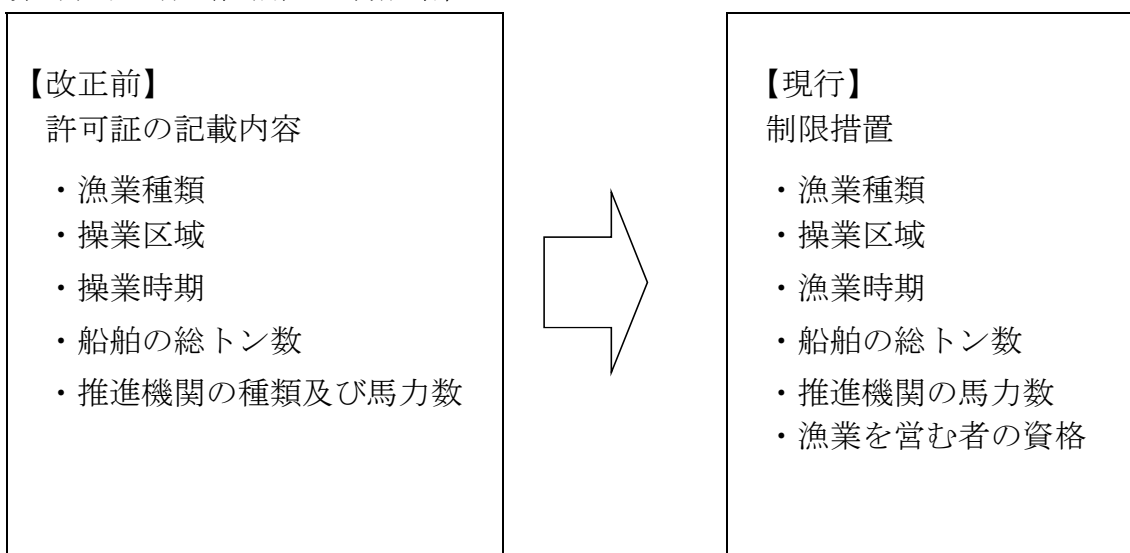 【改正前】
許可証の記載内容
・漁業種類
・操業区域
・操業時期
・船舶の総トン数
・推進機関の種類及び馬力数
【現行】
制限措置
・漁業種類
・操業区域
・漁業時期
・船舶の総トン数
・推進機関の馬力数
・漁業を営む者の資格